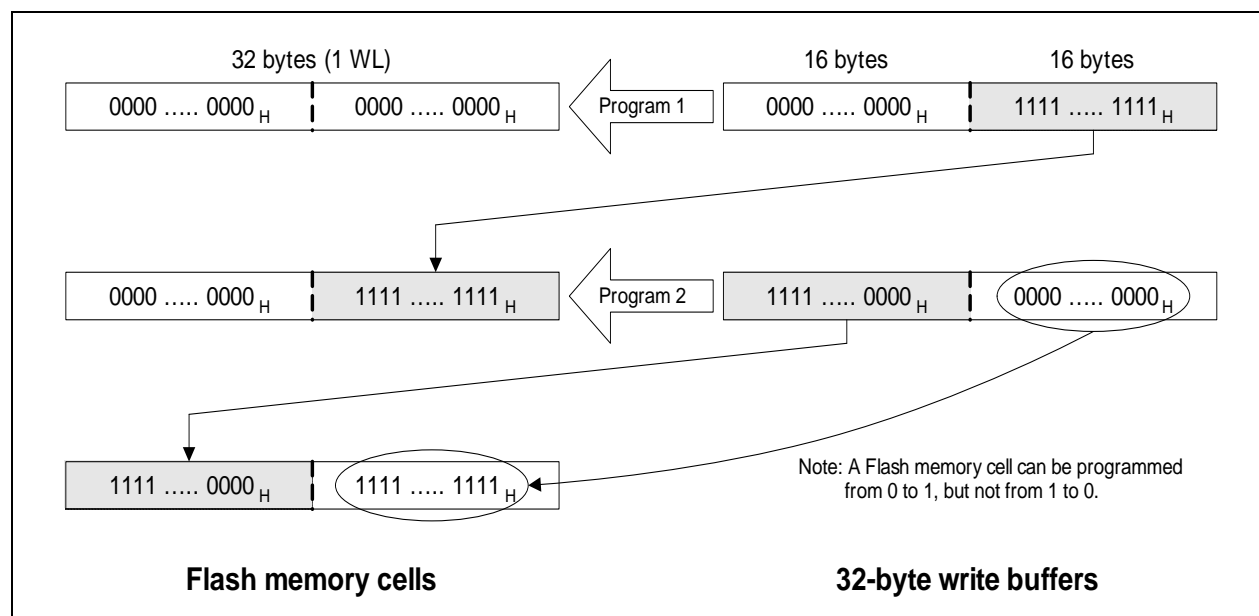 32 bytes (1 WL)
16 bytes
16 bytes
0000 ….. 0000 H
0000 ….. 0000 H
Program 1
0000 ….. 0000 H
1111 ….. 1111 H
0000 ….. 0000 H
1111 ….. 1111 H
Program 2
1111 ….. 0000 H
0000 ….. 0000 H
1111 ….. 0000 H
1111 ….. 1111 H
Note: A Flash memory cell can be programmed
from 0 to 1, but not from 1 to 0.
Flash memory cells
32-byte write buffers